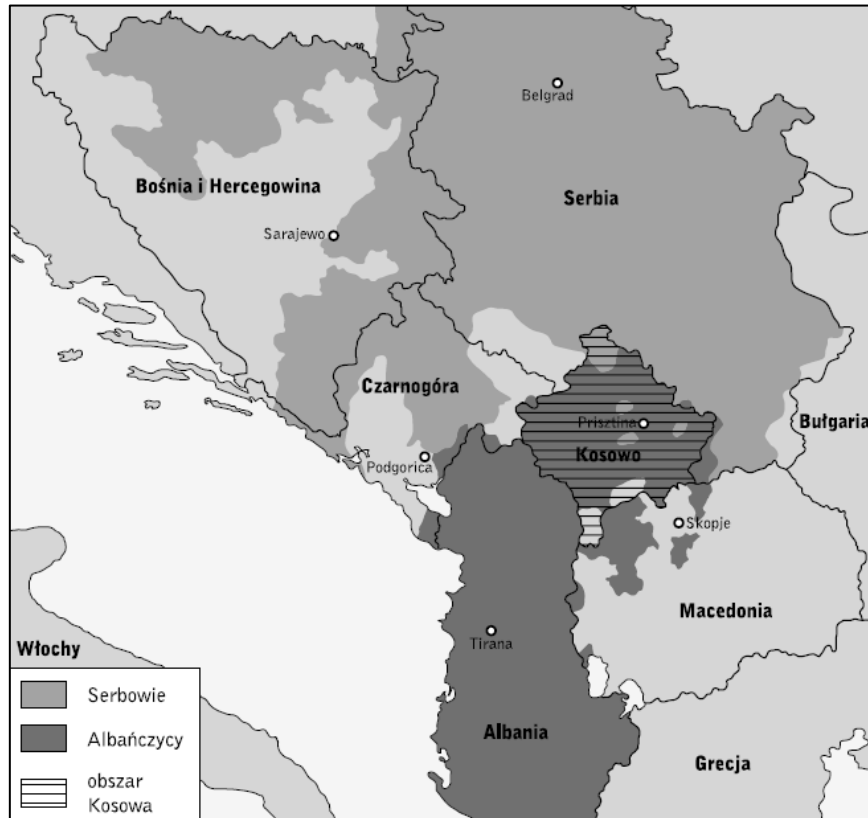 Belgrad
Bośnia i Hercegowina
Serbia
Sarajewo
Czarnogóra
Prisztina
Bułgaria
Kosowo
Podgorica
Skopje
Macedonia
Tirana
Włochy
Albania
Grecja
Serbowie
Albańczycy
obszar
Kosowa